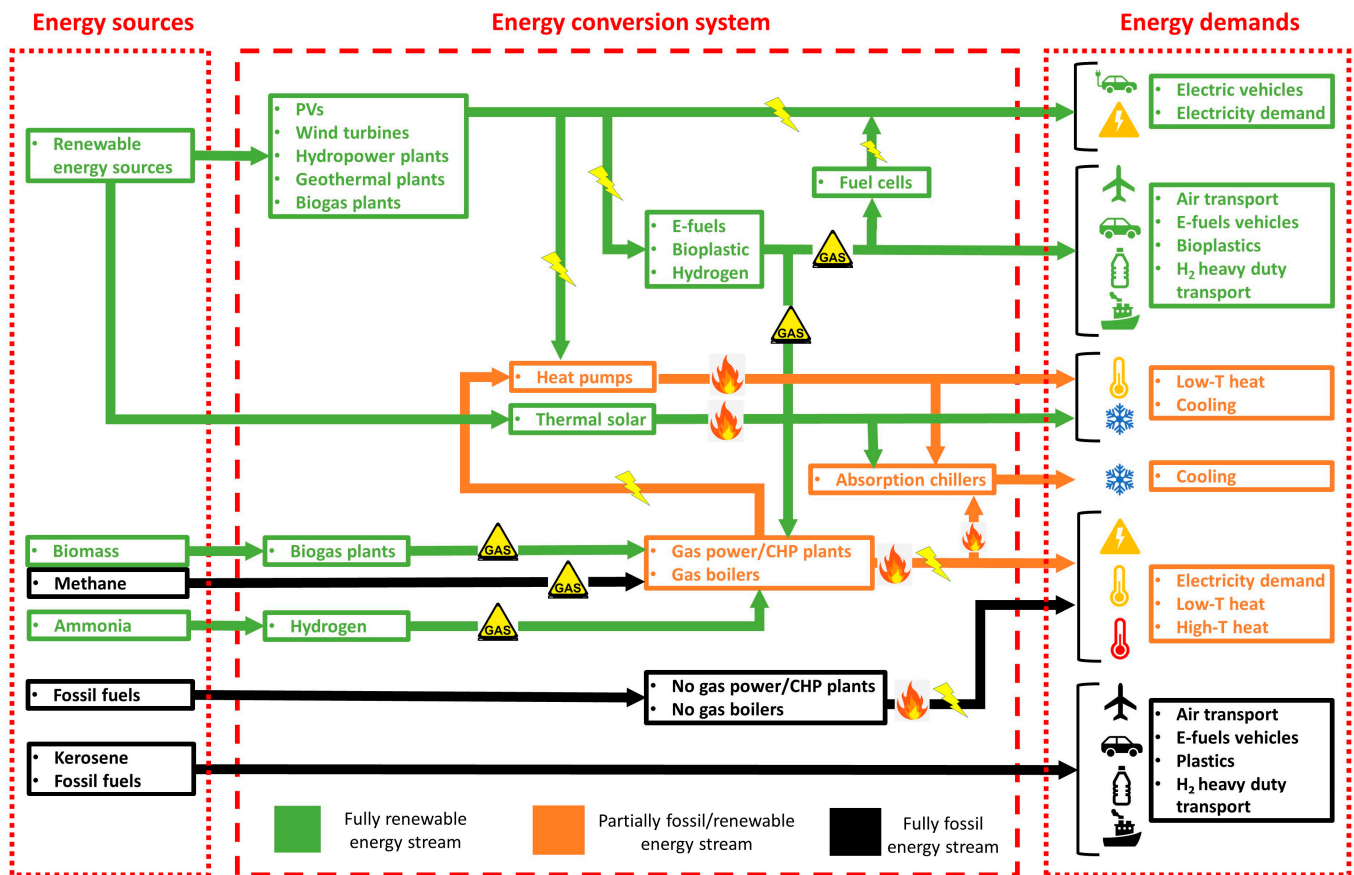 Energy sources
Energy conversion system
Energy demands
• Renewable
energy sources
• PVs
• Wind turbines
• Hydropower plants
• Geothermal plants
• Biogas plants
• Electric vehicles
• Electricity demand
• Fuel cells
• E-fuels
• Bioplastic
• Hydrogen
GAS
GAS
• Air transport
• E-fuels vehicles
• Bioplastics
• H₂ heavy duty
transport
• Heat pumps
• Thermal solar
• Low-T heat
• Cooling
• Absorption chillers
• Cooling
• Biomass
• Biogas plants
GAS
• Methane
GAS
• Ammonia
• Hydrogen
GAS
• Gas power/CHP plants
• Gas boilers
• Electricity demand
• Low-T heat
• High-T heat
• Fossil fuels
• No gas power/CHP plants
• No gas boilers
• Kerosene
• Fossil fuels
• Air transport
• E-fuels vehicles
• Plastics
• H₂ heavy duty
transport
Fully renewable
energy stream
Partially fossil/renewable
energy stream
Fully fossil
energy stream